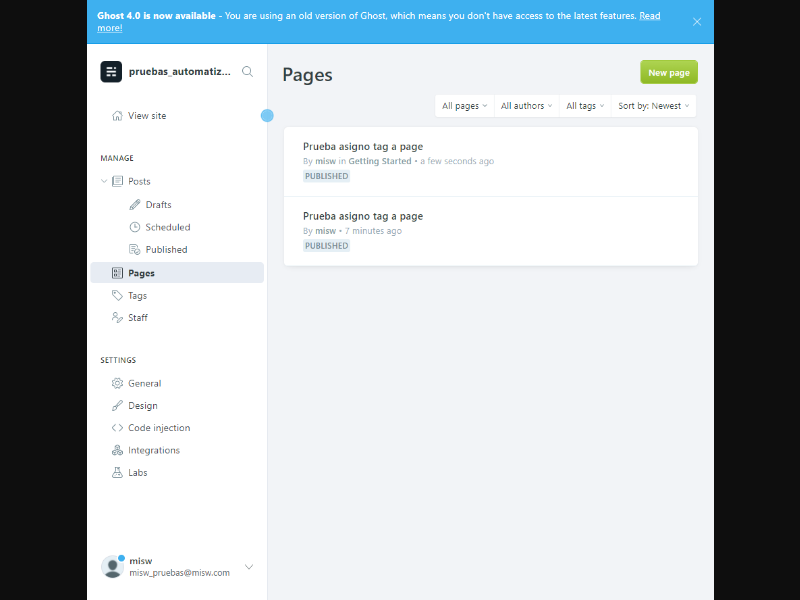 Ghost 4.0 is now available - You are using an old version of Ghost, which means you don't have access to the latest features. Read
more!
pruebas_automatiz...
View site
MANAGE
Posts
Drafts
Scheduled
Published
Pages
Tags
Staff
SETTINGS
General
Design
Code injection
Integrations
Labs
misw
misw_pruebas@misw.com
Pages
New page
All pages
All authors
All tags
Sort by: Newest
Prueba asigno tag a page
By misw in Getting Started • a few seconds ago
PUBLISHED
Prueba asigno tag a page
By misw • 7 minutes ago
PUBLISHED